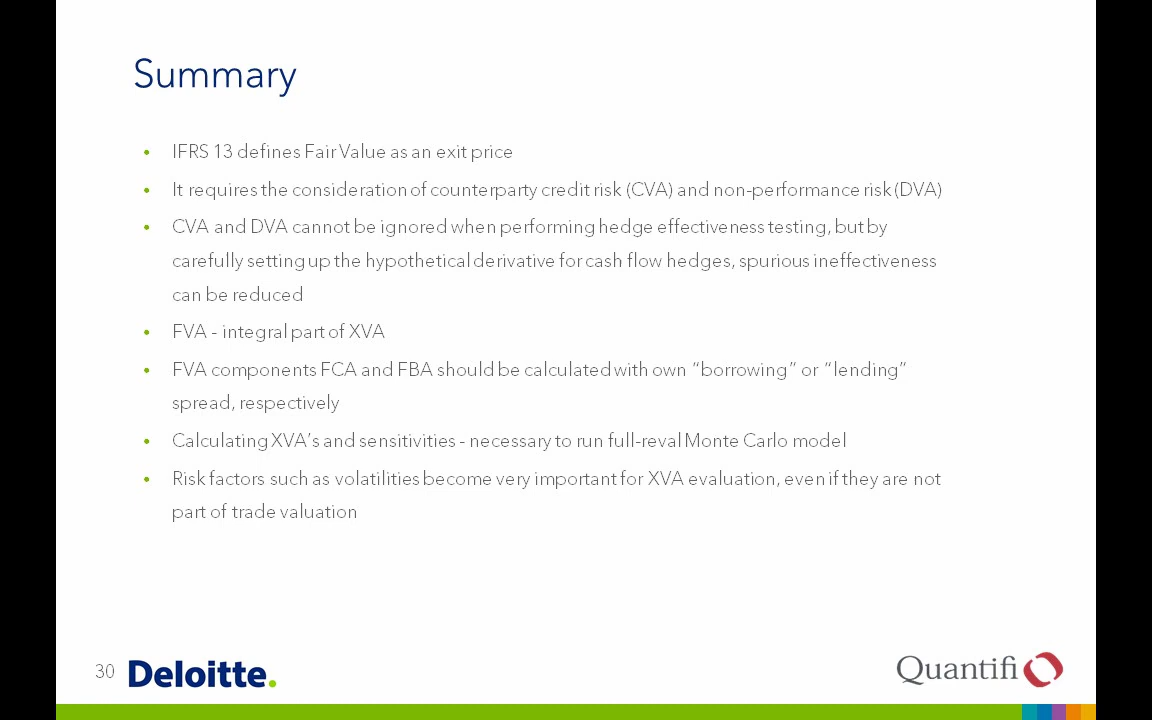 Summary
• IFRS 13 defines Fair Value as an exit price
• It requires the consideration of counterparty credit risk (CVA) and non-performance risk (DVA)
• CVA and DVA cannot be ignored when performing hedge effectiveness testing, but by
carefully setting up the hypothetical derivative for cash flow hedges, spurious ineffectiveness
can be reduced
• FVA - integral part of XVA
• FVA components FCA and FBA should be calculated with own “borrowing” or “lending”
spread, respectively
• Calculating XVA’s and sensitivities - necessary to run full-reval Monte Carlo model
• Risk factors such as volatilities become very important for XVA evaluation, even if they are not
part of trade valuation
30 Deloitte.
Quantifi